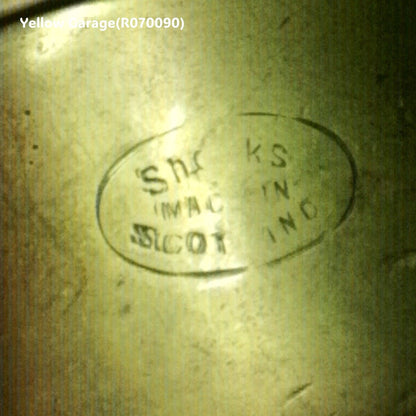 Yellow Garage(R070090)
ShanKS
MADE IN
SCOTLAND